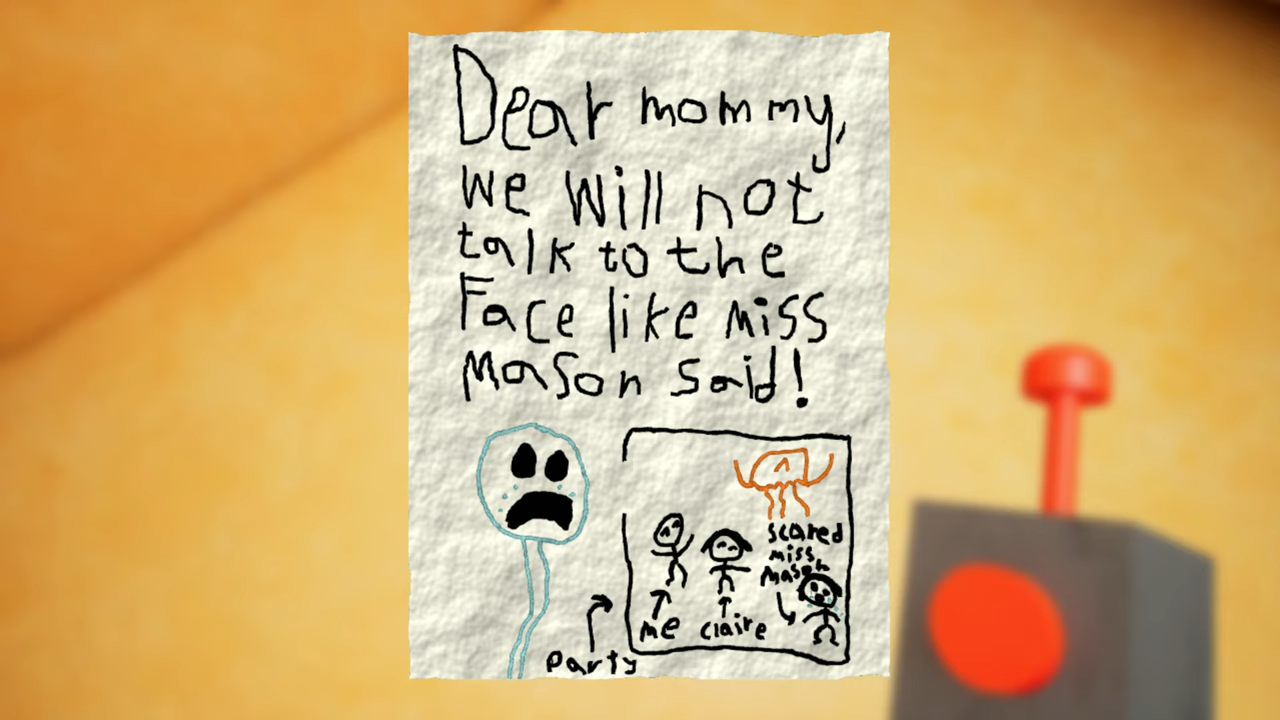 Dear mommy,
we will not
talk to the
Face like miss
Mason said!
scared
miss
Mason
me
claire
Party